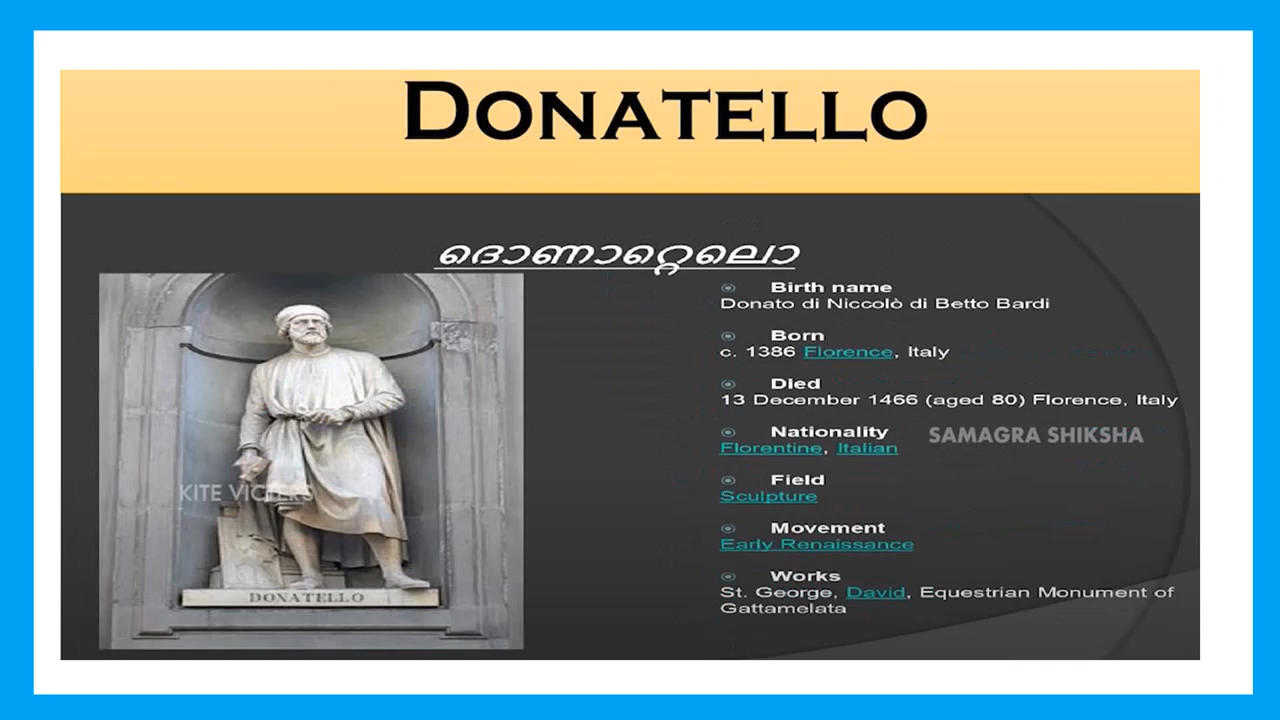 DONATELLO
ദൊണാറ്റെലൊ
Birth name
Donato di Niccolò di Betto Bardi
Born
c. 1386 Florence, Italy
Died
13 December 1466 (aged 80) Florence, Italy
Nationality
Florentine, Italian
SAMAGRA SHIKSHA
Field
Sculpture
Movement
Early Renaissance
Works
St. George, David, Equestrian Monument of
Gattamelata
KITE VICTERS
DONATELLO